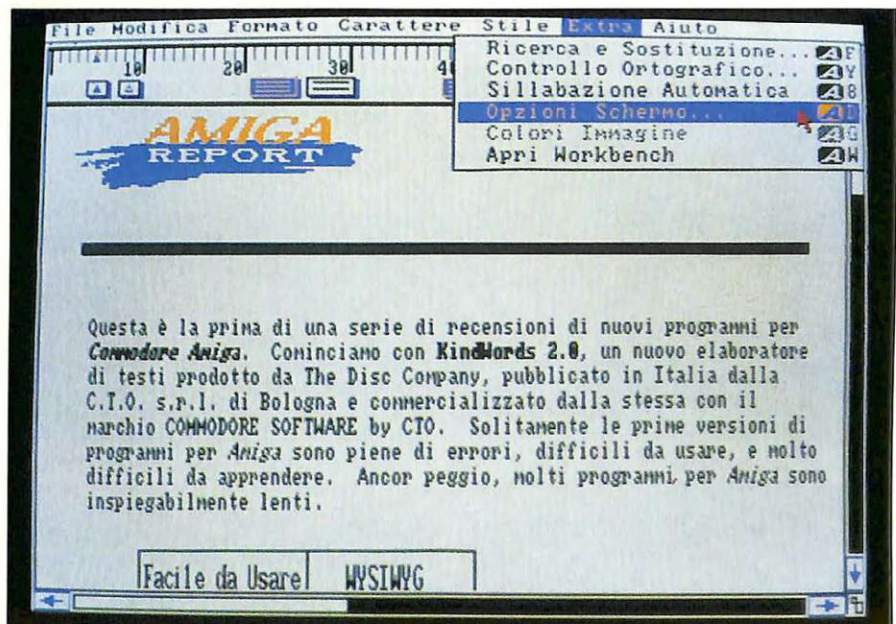 File Modifica Formato Carattere Stile Extra Aiuto
10 20 30 4
Ricerca e Sostituzione... A F
Controllo Ortografico... A Y
Sillabazione Automatica A 8
Opzioni Schermo... A D
Colori Immagine A G
Apri Workbench A W
AMIGA
REPORT
Questa è la prima di una serie di recensioni di nuovi programmi per
Commodore Amiga. Cominciamo con KindWords 2.0, un nuovo elaboratore
di testi prodotto da The Disc Company, pubblicato in Italia dalla
C.T.O. s.r.l. di Bologna e commercializzato dalla stessa con il
marchio COMMODORE SOFTWARE by CTO. Solitamente le prime versioni di
programmi per Amiga sono piene di errori, difficili da usare, e molto
difficili da apprendere. Ancor peggio, molti programmi per Amiga sono
inspiegabilmente lenti.
Facile da Usare WYSIWYG